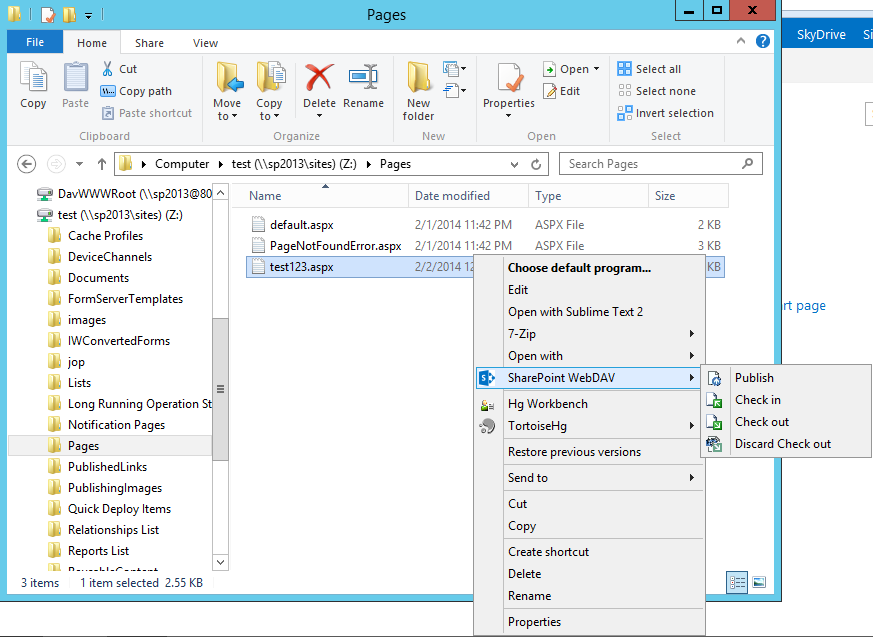 Pages
SkyDrive
File
Home
Share
View
Copy
Paste
Cut
Copy path
Paste shortcut
Clipboard
Move to
Copy to
Delete
Rename
Organize
New folder
New
Properties
Open
Edit
Open
Select all
Select none
Invert selection
Select
Computer
test (\\sp2013\sites) (Z:)
Pages
Search Pages
DavWWWRoot (\\sp2013@80
test (\\sp2013\sites) (Z:)
Cache Profiles
DeviceChannels
Documents
FormServerTemplates
images
IWConvertedForms
jop
Lists
Long Running Operation St
Notification Pages
Pages
PublishedLinks
PublishingImages
Quick Deploy Items
Relationships List
Reports List
Name Date modified Type Size
default.aspx 2/1/2014 11:42 PM ASPX File 2 KB
PageNotFoundError.aspx 2/1/2014 11:42 PM ASPX File 3 KB
test123.aspx 2/2/2014 12 KB
Choose default program...
Edit
Open with Sublime Text 2
7-Zip
Open with
SharePoint WebDAV
Hg Workbench
TortoiseHg
Restore previous versions
Send to
Cut
Copy
Create shortcut
Delete
Rename
Properties
Publish
Check in
Check out
Discard Check out
rt page
3 items 1 item selected 2.55 KB